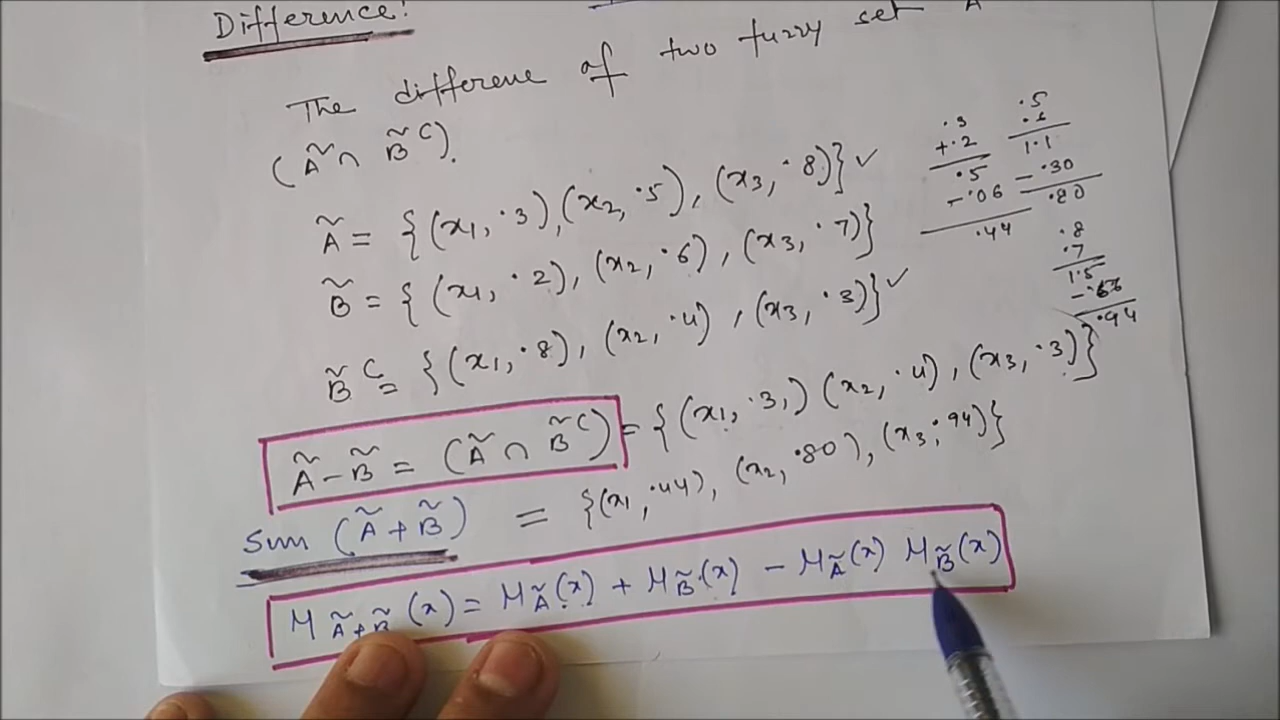 Difference:
The differene of two fuzzy set A
(Ã ∩ B̃ᶜ).
Ã = {(x₁, ·3), (x₂, ·5), (x₃, ·8)} ✓
B̃ = {(x₁, ·2), (x₂, ·6), (x₃, ·7)}
B̃ᶜ = {(x₁, ·8), (x₂, ·4), (x₃, ·3)} ✓
Ã - B̃ = (Ã ∩ B̃ᶜ) = {(x₁, ·3,) (x₂, ·4), (x₃, ·3)}
Sum (Ã + B̃) = {(x₁, ·44), (x₂, ·80), (x₃, ·94)}
μ Ã+B̃ (x) = μÃ(x) + μB̃(x) - μÃ(x) μB̃(x)
·3
+·2
·5
-·06
·44
·5
·6
1·1
-·30
·80
·8
·7
1·5
·94